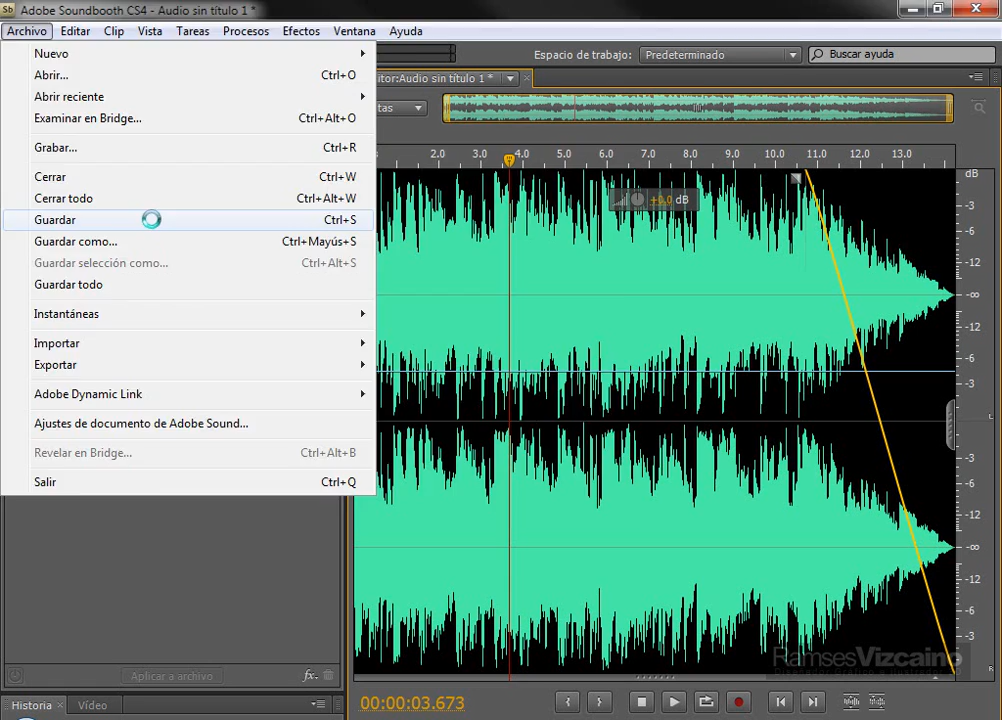 Sb Adobe Soundbooth CS4 - Audio sin título 1 *
Archivo Editar Clip Vista Tareas Procesos Efectos Ventana Ayuda
Espacio de trabajo: Predeterminado Buscar ayuda
Nuevo
Abrir... Ctrl+O
Abrir reciente
Examinar en Bridge... Ctrl+Alt+O
Grabar... Ctrl+R
Cerrar Ctrl+W
Cerrar todo Ctrl+Alt+W
Guardar Ctrl+S
Guardar como... Ctrl+Mayús+S
Guardar selección como... Ctrl+Alt+S
Guardar todo
Instantáneas
Importar
Exportar
Adobe Dynamic Link
Ajustes de documento de Adobe Sound...
Revelar en Bridge... Ctrl+Alt+B
Salir Ctrl+Q
itor:Audio sin título 1 *
tas
2.0 3.0 4.0 5.0 6.0 7.0 8.0 9.0 10.0 11.0 12.0 13.0
dB
+0.0 dB
-3
-6
-12
-∞
-12
-6
-3
L
-3
-6
-12
-∞
-12
-6
-3
R
RamsesVizcaino
Aplicar a archivo fx
Historia Vídeo
00:00:03.673